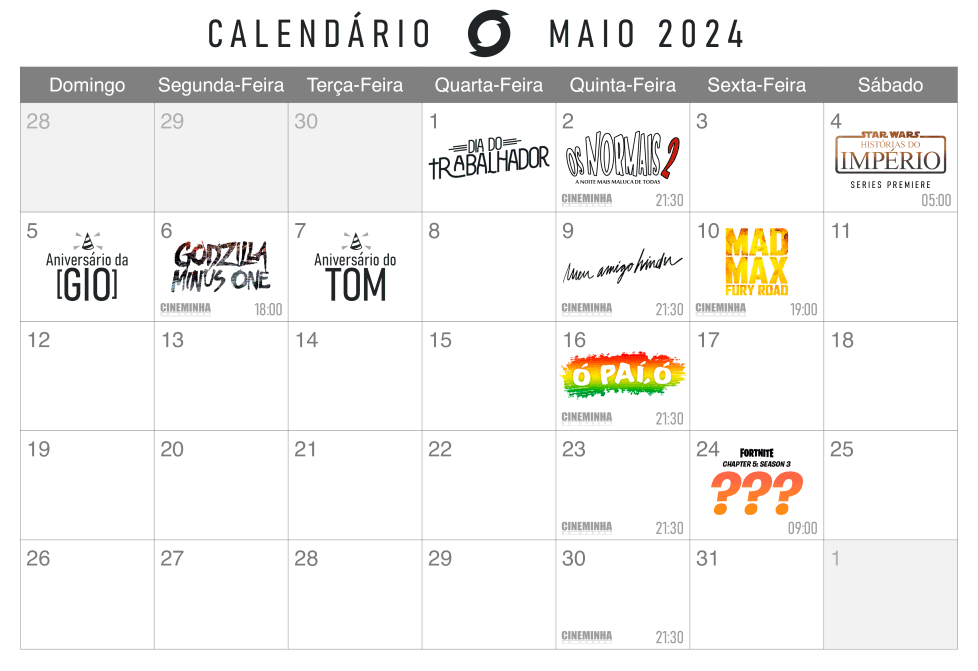 CALENDÁRIO MAIO 2024
Domingo Segunda-Feira Terça-Feira Quarta-Feira Quinta-Feira Sexta-Feira Sábado
28 29 30 1 2 3 4
DIA DO
TRABALHADOR
OS NORMAIS 2
A NOITE MAIS MALUCA DE TODAS
CINEMINHA 21:30
STAR WARS
HISTÓRIAS DO
IMPÉRIO
SERIES PREMIERE
05:00
5 6 7 8 9 10 11
Aniversário da
[GIO]
GODZILLA
MINUS ONE
CINEMINHA 18:00
Aniversário do
TOM
meu amigo hindu
CINEMINHA 21:30
MAD
MAX
FURY ROAD
CINEMINHA 19:00
12 13 14 15 16 17 18
Ó PAÍ, Ó
CINEMINHA 21:30
19 20 21 22 23 24 25
CINEMINHA 21:30
FORTNITE
CHAPTER 5: SEASON 3
???
09:00
26 27 28 29 30 31 1
CINEMINHA 21:30